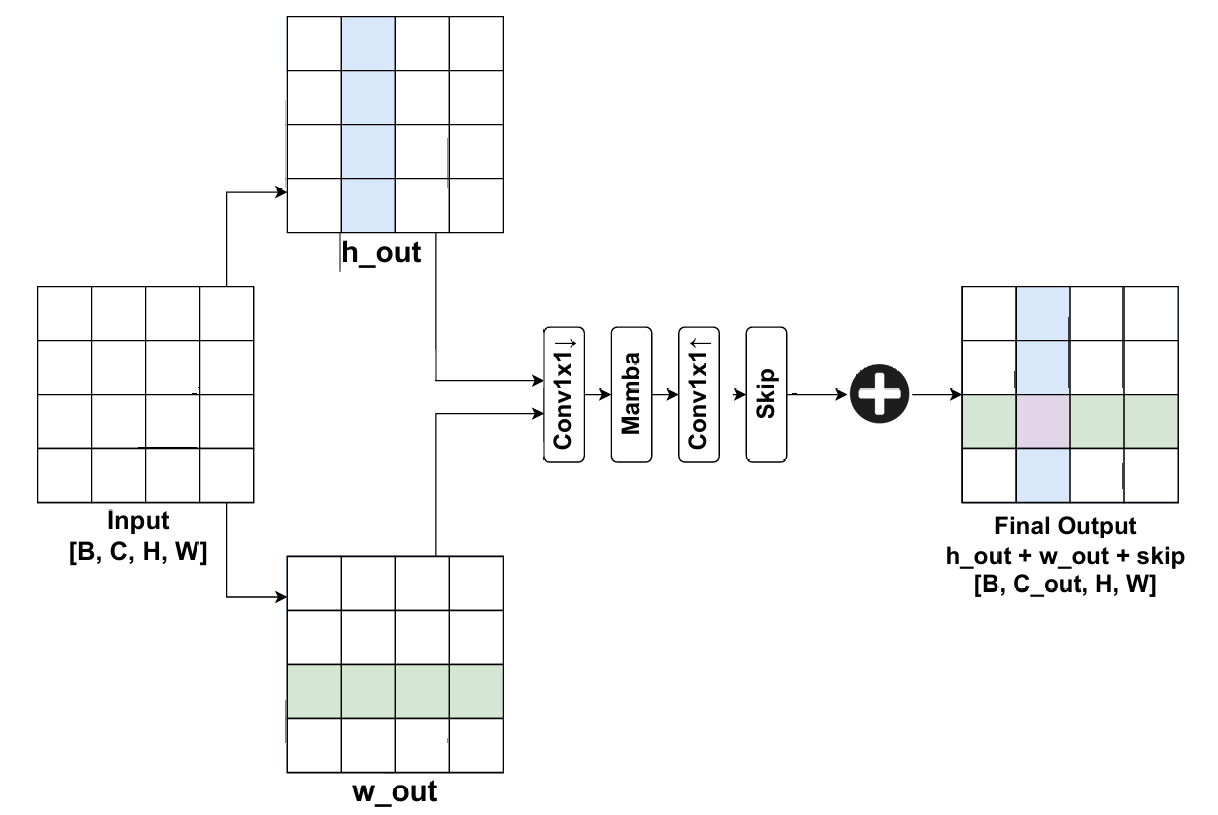 h_out
Input
[B, C, H, W]
Conv1x1↓
Mamba
Conv1x1↑
Skip
Final Output
h_out + w_out + skip
[B, C_out, H, W]
w_out